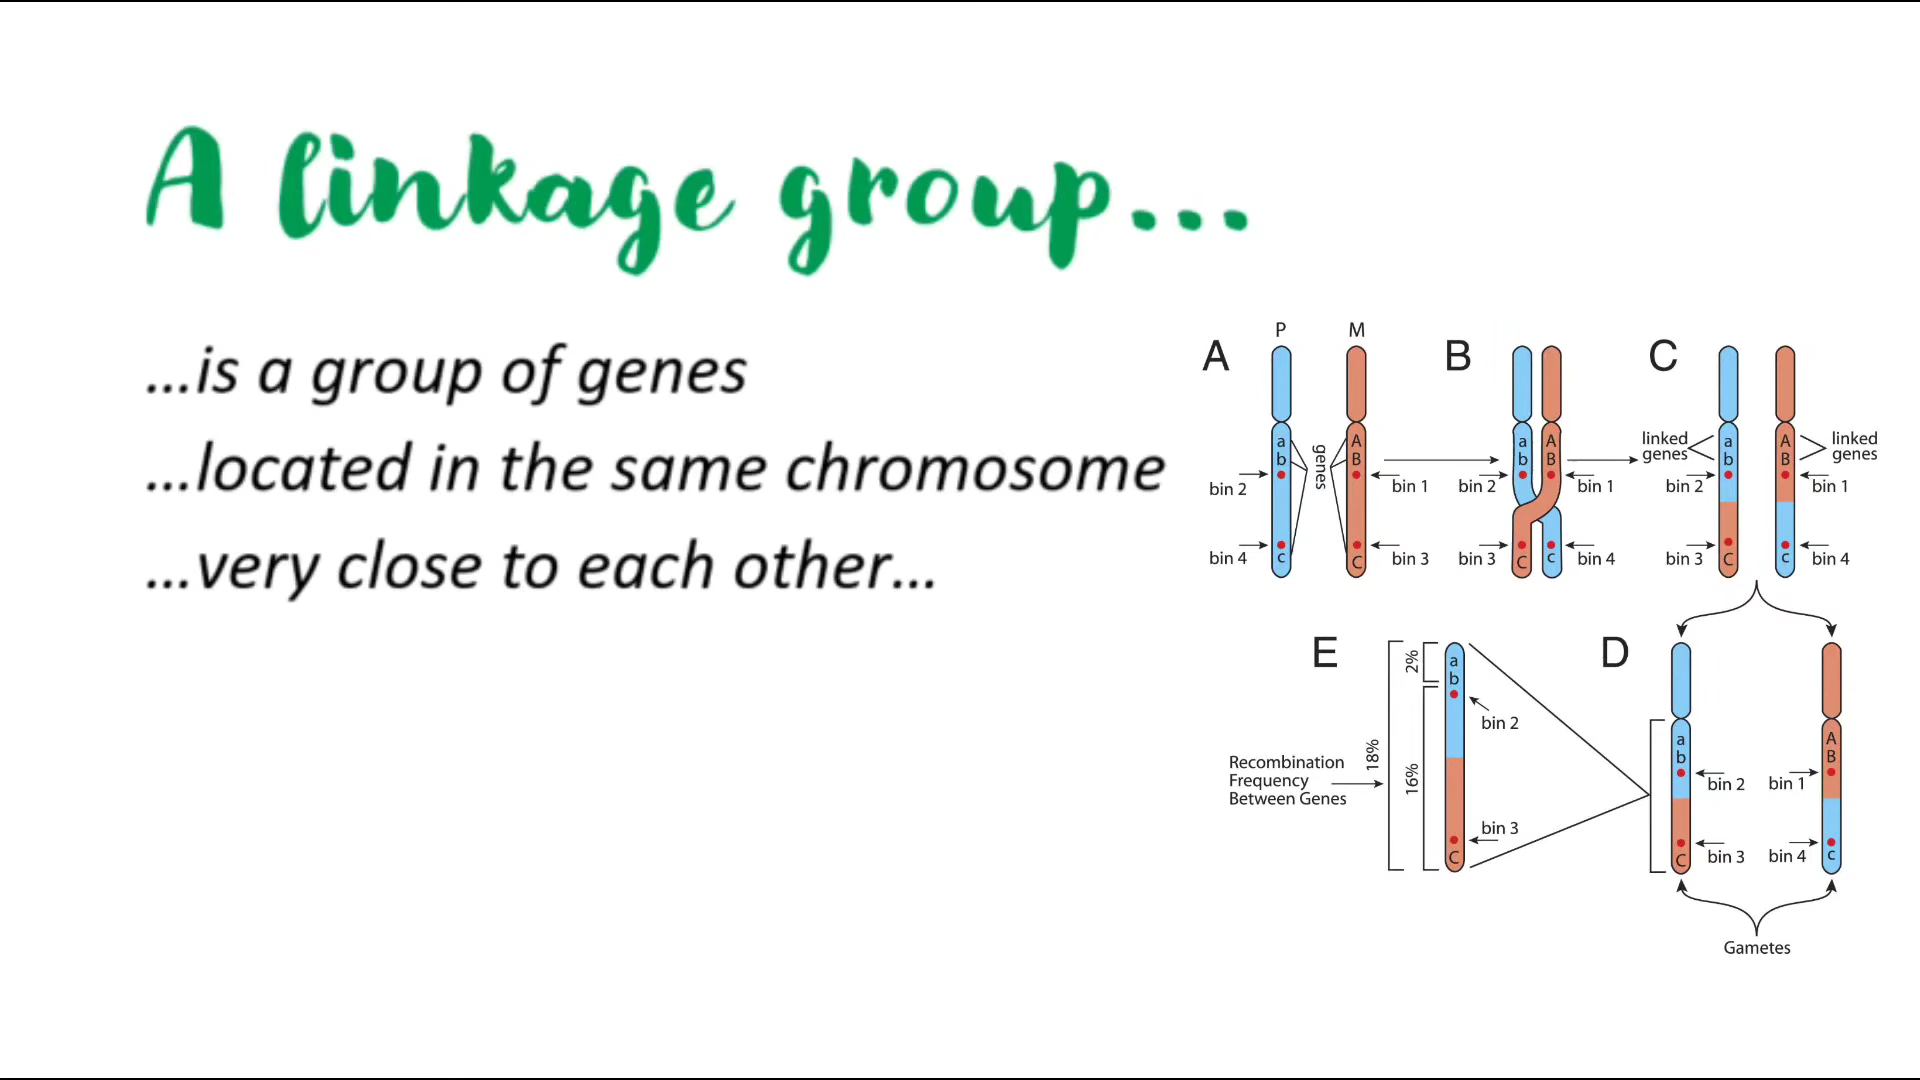 A linkage group...
...is a group of genes
...located in the same chromosome
...very close to each other...
P
M
A
B
C
a
b
A
B
genes
bin 2
bin 1
bin 4
bin 3
c
C
a
b
A
B
bin 2
bin 1
bin 3
bin 4
C
c
linked
genes
a
b
A
B
linked
genes
bin 2
bin 1
bin 3
bin 4
C
c
E
2%
18%
16%
a
b
bin 2
Recombination
Frequency
Between Genes
bin 3
C
D
a
b
A
B
bin 2
bin 1
bin 3
bin 4
C
c
Gametes